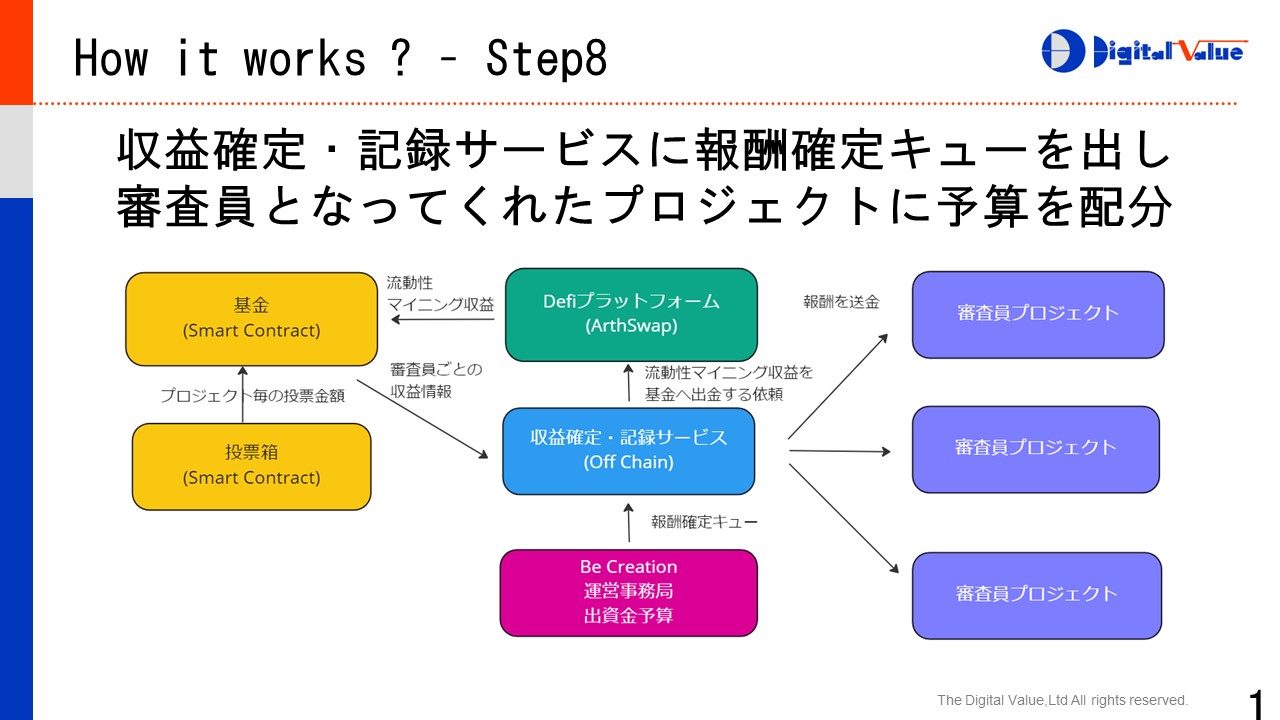 How it works ? – Step8
Digital Value
収益確定・記録サービスに報酬確定キューを出し
審査員となってくれたプロジェクトに予算を配分
基金
(Smart Contract)
流動性
マイニング収益
Defiプラットフォーム
(ArthSwap)
報酬を送金
審査員プロジェクト
プロジェクト毎の投票金額
審査員ごとの
収益情報
流動性マイニング収益を
基金へ出金する依頼
投票箱
(Smart Contract)
収益確定・記録サービス
(Off Chain)
審査員プロジェクト
報酬確定キュー
Be Creation
運営事務局
出資金予算
審査員プロジェクト
The Digital Value,Ltd All rights reserved.
1